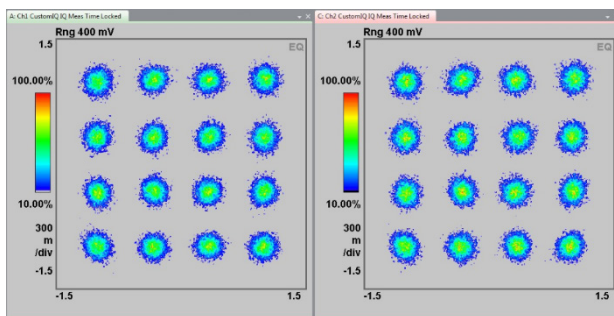 A: Ch1 CustomIQ IQ Meas Time Locked
Rng 400 mV
1.5
EQ
100.00%
10.00%
300
m
/div
-1.5
-1.5
1.5
C: Ch2 CustomIQ IQ Meas Time Locked
Rng 400 mV
1.5
EQ
100.00%
10.00%
300
m
/div
-1.5
-1.5
1.5